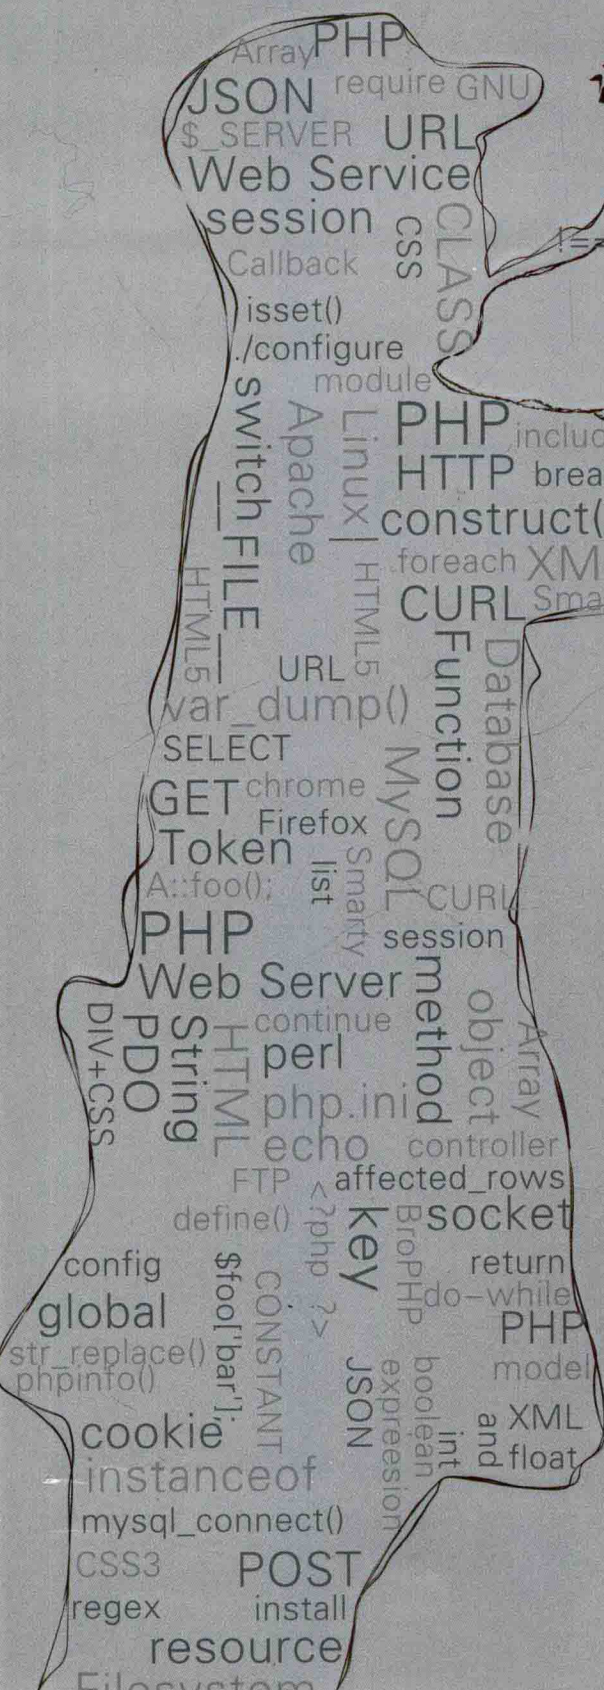 Array PHP
JSON require GNU
$_SERVER URL
Web Service
session CSS CLASS
Callback
isset()
./configure
module
switch Apache Linux PHP
HTTP
construct(
__FILE__ HTML5 HTML5 foreach
CURL
URL Function Database
var_dump()
SELECT MySQL
GET chrome
Firefox
Token list Smarty
A::foo(); CURL
PHP session
Web Server method
DIV+CSS PDO String HTML continue object Array
perl
php.ini
echo controller
FTP <?php ?> affected_rows
define() key BroPHP socket
config $foo['bar']; CONSTANT return
global do-while
PHP
str_replace() JSON expreesion boolean model
phpinfo()
cookie int and XML
float
instanceof
mysql_connect()
CSS3 POST
regex install
resource
Filesystem